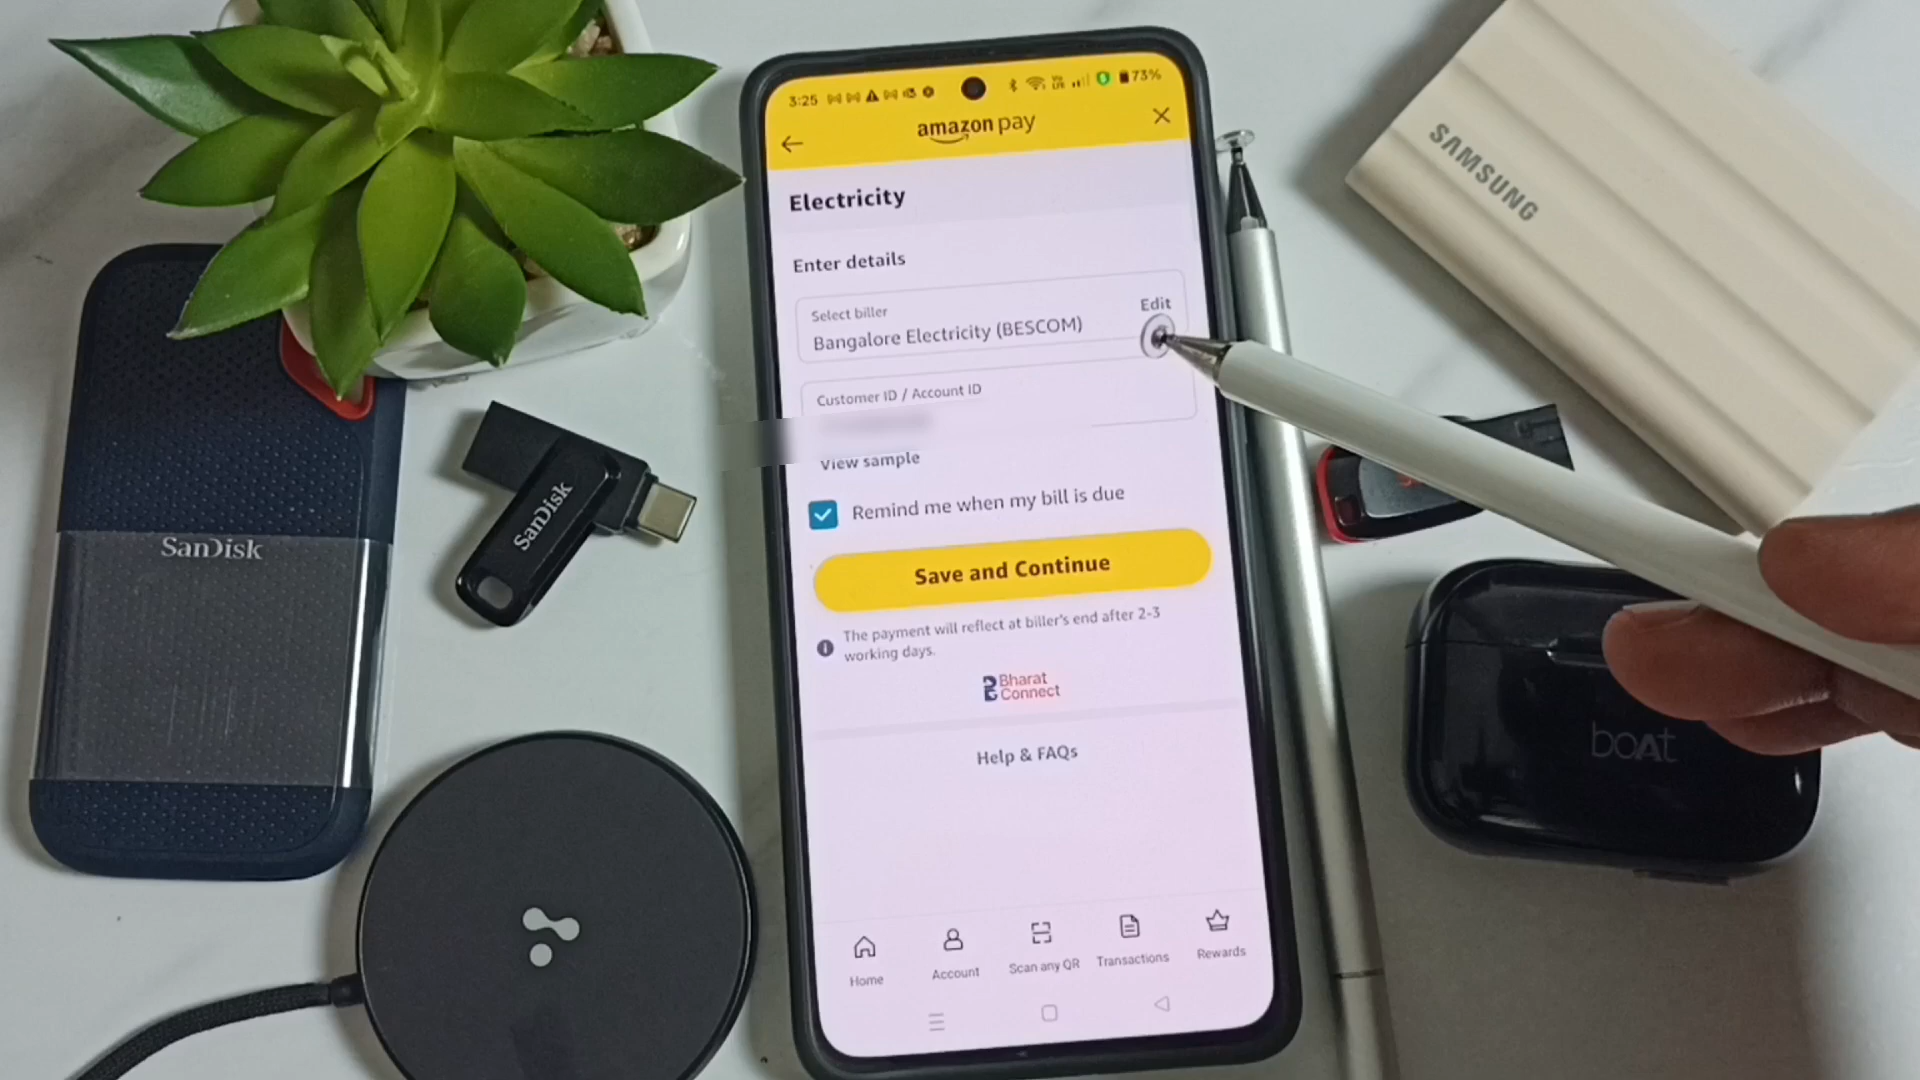 3:25
73%
amazon pay
Electricity
Enter details
Select biller
Edit
Bangalore Electricity (BESCOM)
Customer ID / Account ID
View sample
Remind me when my bill is due
Save and Continue
The payment will reflect at biller's end after 2-3
working days.
Bharat
Connect
Help & FAQs
Home
Account
Scan any QR
Transactions
Rewards
SanDisk
SanDisk
SAMSUNG
boAt